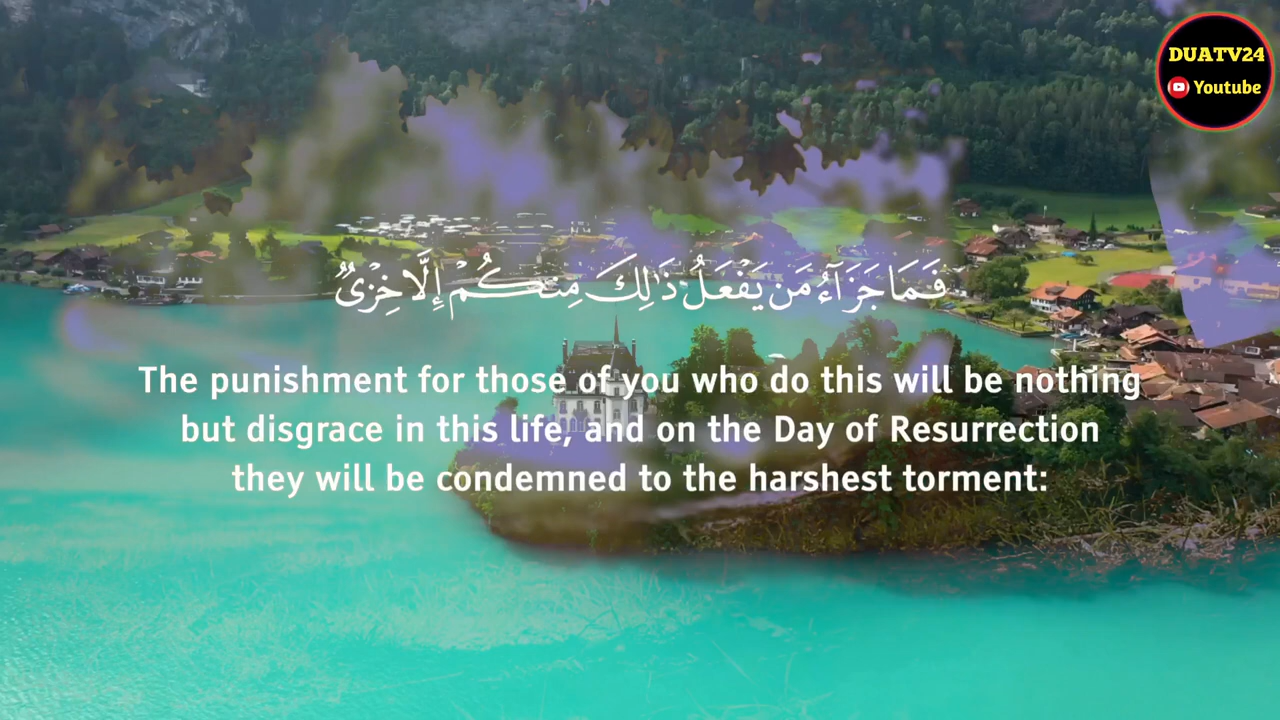 DUATV24
Youtube
فَمَا جَزَآءُ مَن يَفْعَلُ ذَٰلِكَ مِنكُمْ إِلَّا خِزْىٌ
The punishment for those of you who do this will be nothing
but disgrace in this life, and on the Day of Resurrection
they will be condemned to the harshest torment: